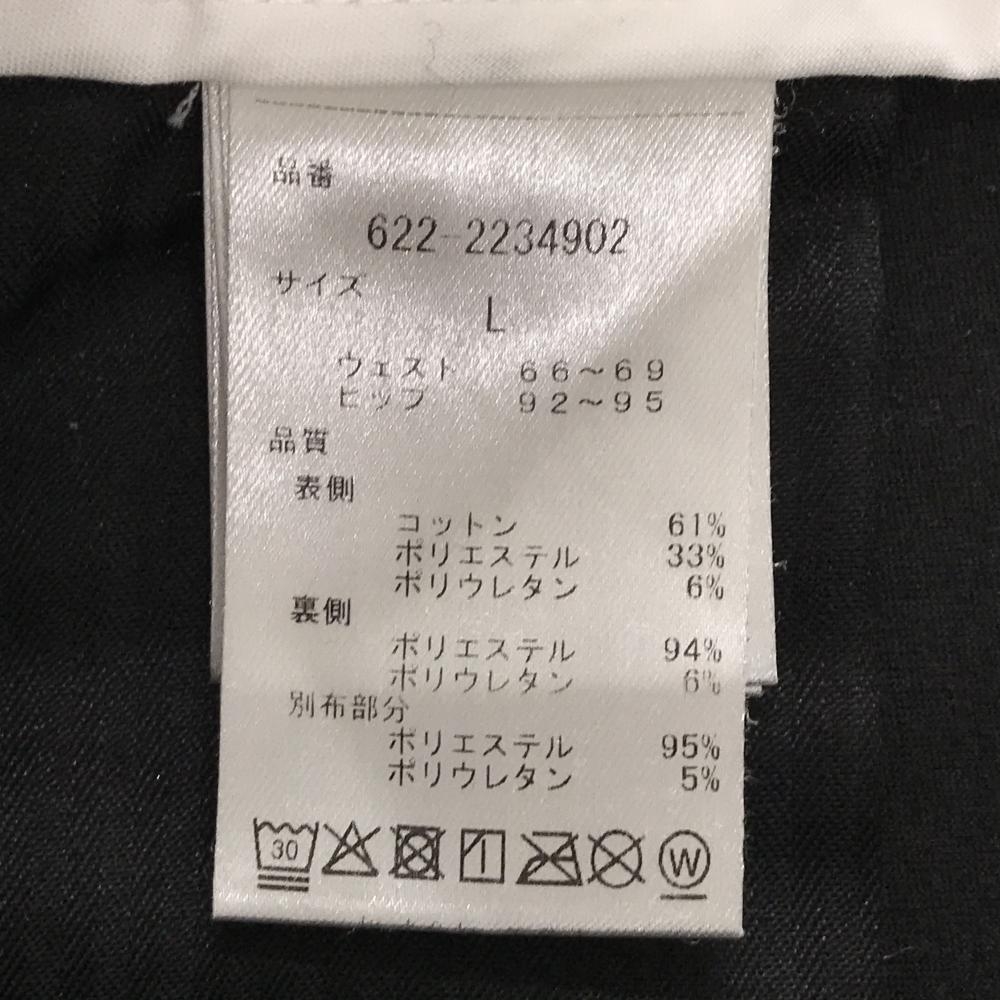 品番
622-2234902
サイズ
L
ウェスト 66～69
ヒップ 92～95
品質
表側
コットン 61%
ポリエステル 33%
ポリウレタン 6%
裏側
ポリエステル 94%
ポリウレタン 6%
別布部分
ポリエステル 95%
ポリウレタン 5%
30 W